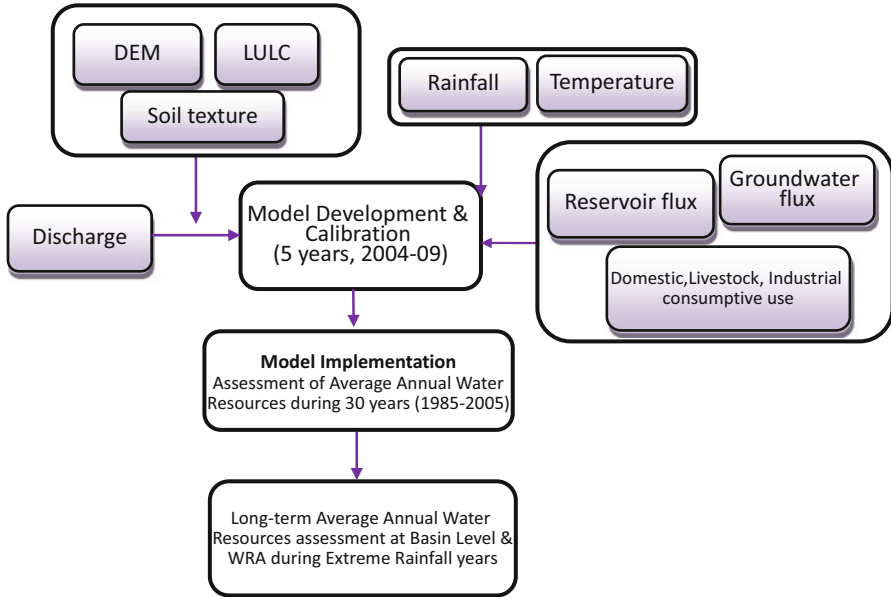 DEM
LULC
Soil texture
Rainfall
Temperature
Reservoir flux
Groundwater
flux
Domestic,Livestock, Industrial
consumptive use
Discharge
Model Development &
Calibration
(5 years, 2004-09)
Model Implementation
Assessment of Average Annual Water
Resources during 30 years (1985-2005)
Long-term Average Annual Water
Resources assessment at Basin Level &
WRA during Extreme Rainfall years